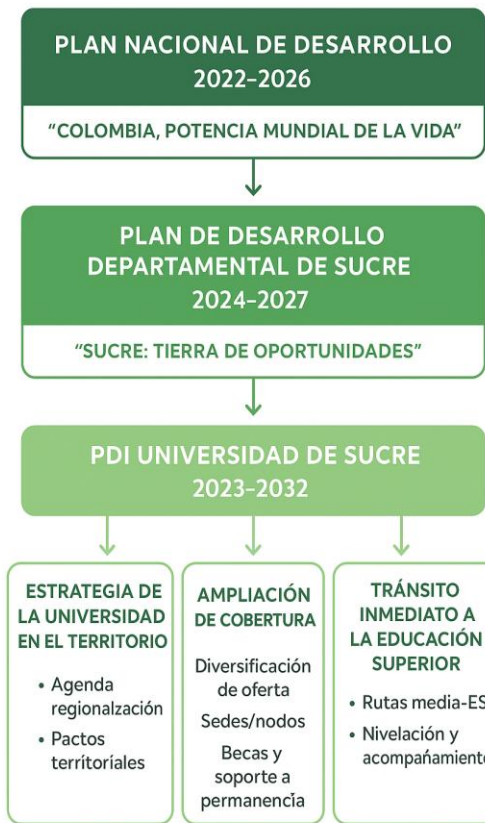 PLAN NACIONAL DE DESARROLLO
2022–2026
“COLOMBIA, POTENCIA MUNDIAL DE LA VIDA”
PLAN DE DESARROLLO
DEPARTAMENTAL DE SUCRE
2024–2027
“SUCRE: TIERRA DE OPORTUNIDADES”
PDI UNIVERSIDAD DE SUCRE
2023–2032
ESTRATEGIA DE
LA UNIVERSIDAD
EN EL TERRITORIO
• Agenda
regionalzación
• Pactos
territoríales
AMPLIACIÓN
DE COBERTURA
Diversificación
de oferta
Sedes/nodos
Becas y
soporte a
permanencía
TRÁNSITO
INMEDIATO A
LA EDUCACIÓN
SUPERIOR
• Rutas media-ES
• Nivelación y
acompañamiento